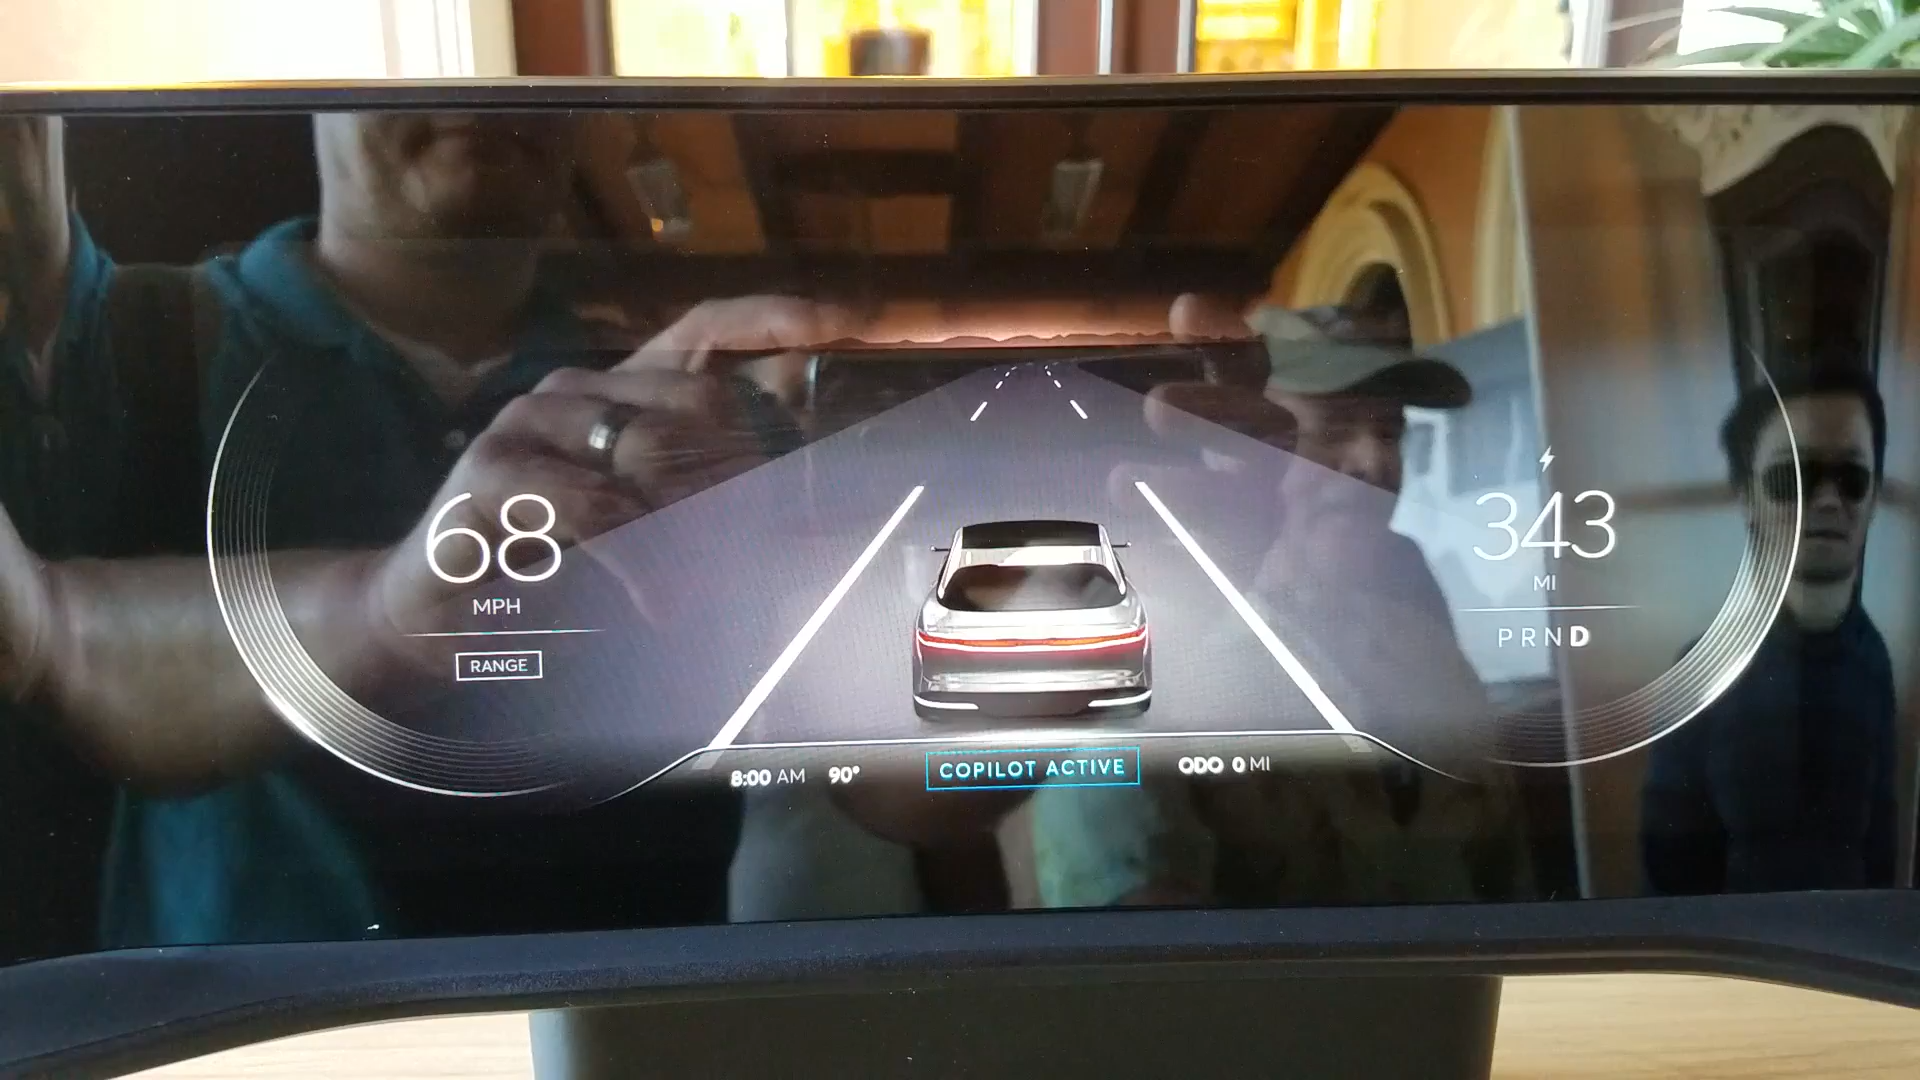 68
MPH
RANGE
343
MI
PRND
8:00 AM 90°
COPILOT ACTIVE
ODO 0 MI